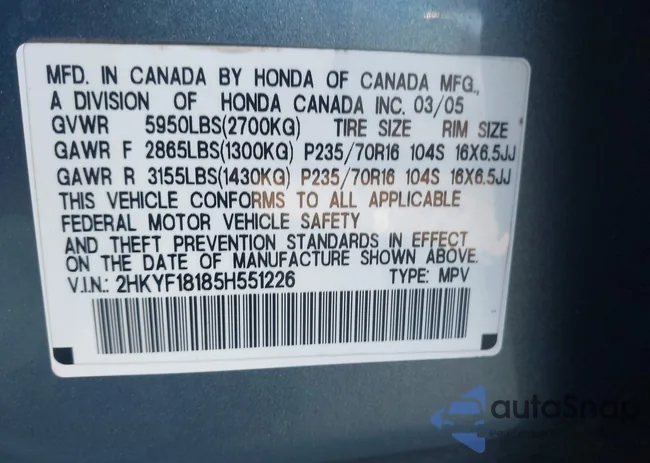 MFD. IN CANADA BY HONDA OF CANADA MFG.,
A DIVISION OF HONDA CANADA INC. 03/05
GVWR 5950LBS(2700KG) TIRE SIZE RIM SIZE
GAWR F 2865LBS(1300KG) P235/70R16 104S 16X6.5JJ
GAWR R 3155LBS(1430KG) P235/70R16 104S 16X6.5JJ
THIS VEHICLE CONFORMS TO ALL APPLICABLE
FEDERAL MOTOR VEHICLE SAFETY
AND THEFT PREVENTION STANDARDS IN EFFECT
ON THE DATE OF MANUFACTURE SHOWN ABOVE.
V.I.N.: 2HKYF18185H551226 TYPE: MPV
autoSnap